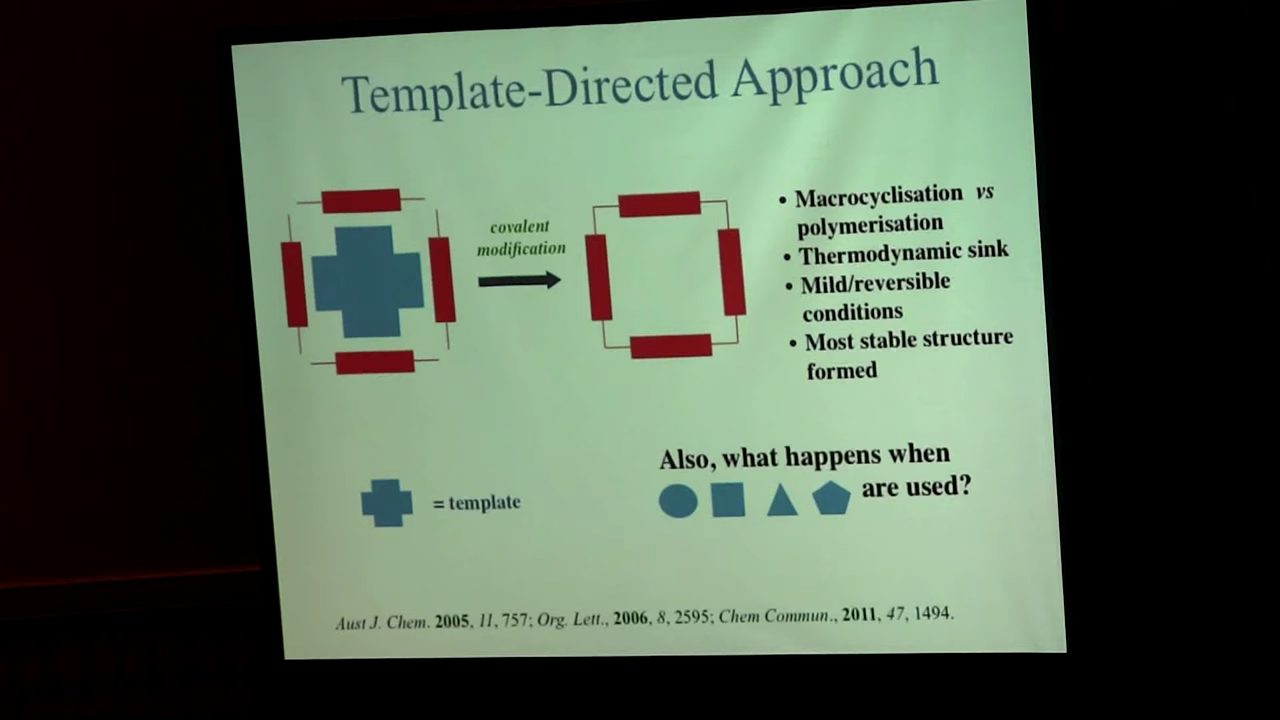 Template-Directed Approach
covalent
modification
• Macrocyclisation vs
polymerisation
• Thermodynamic sink
• Mild/reversible
conditions
• Most stable structure
formed
= template
Also, what happens when
are used?
Aust J. Chem. 2005, 11, 757; Org. Lett., 2006, 8, 2595; Chem Commun., 2011, 47, 1494.